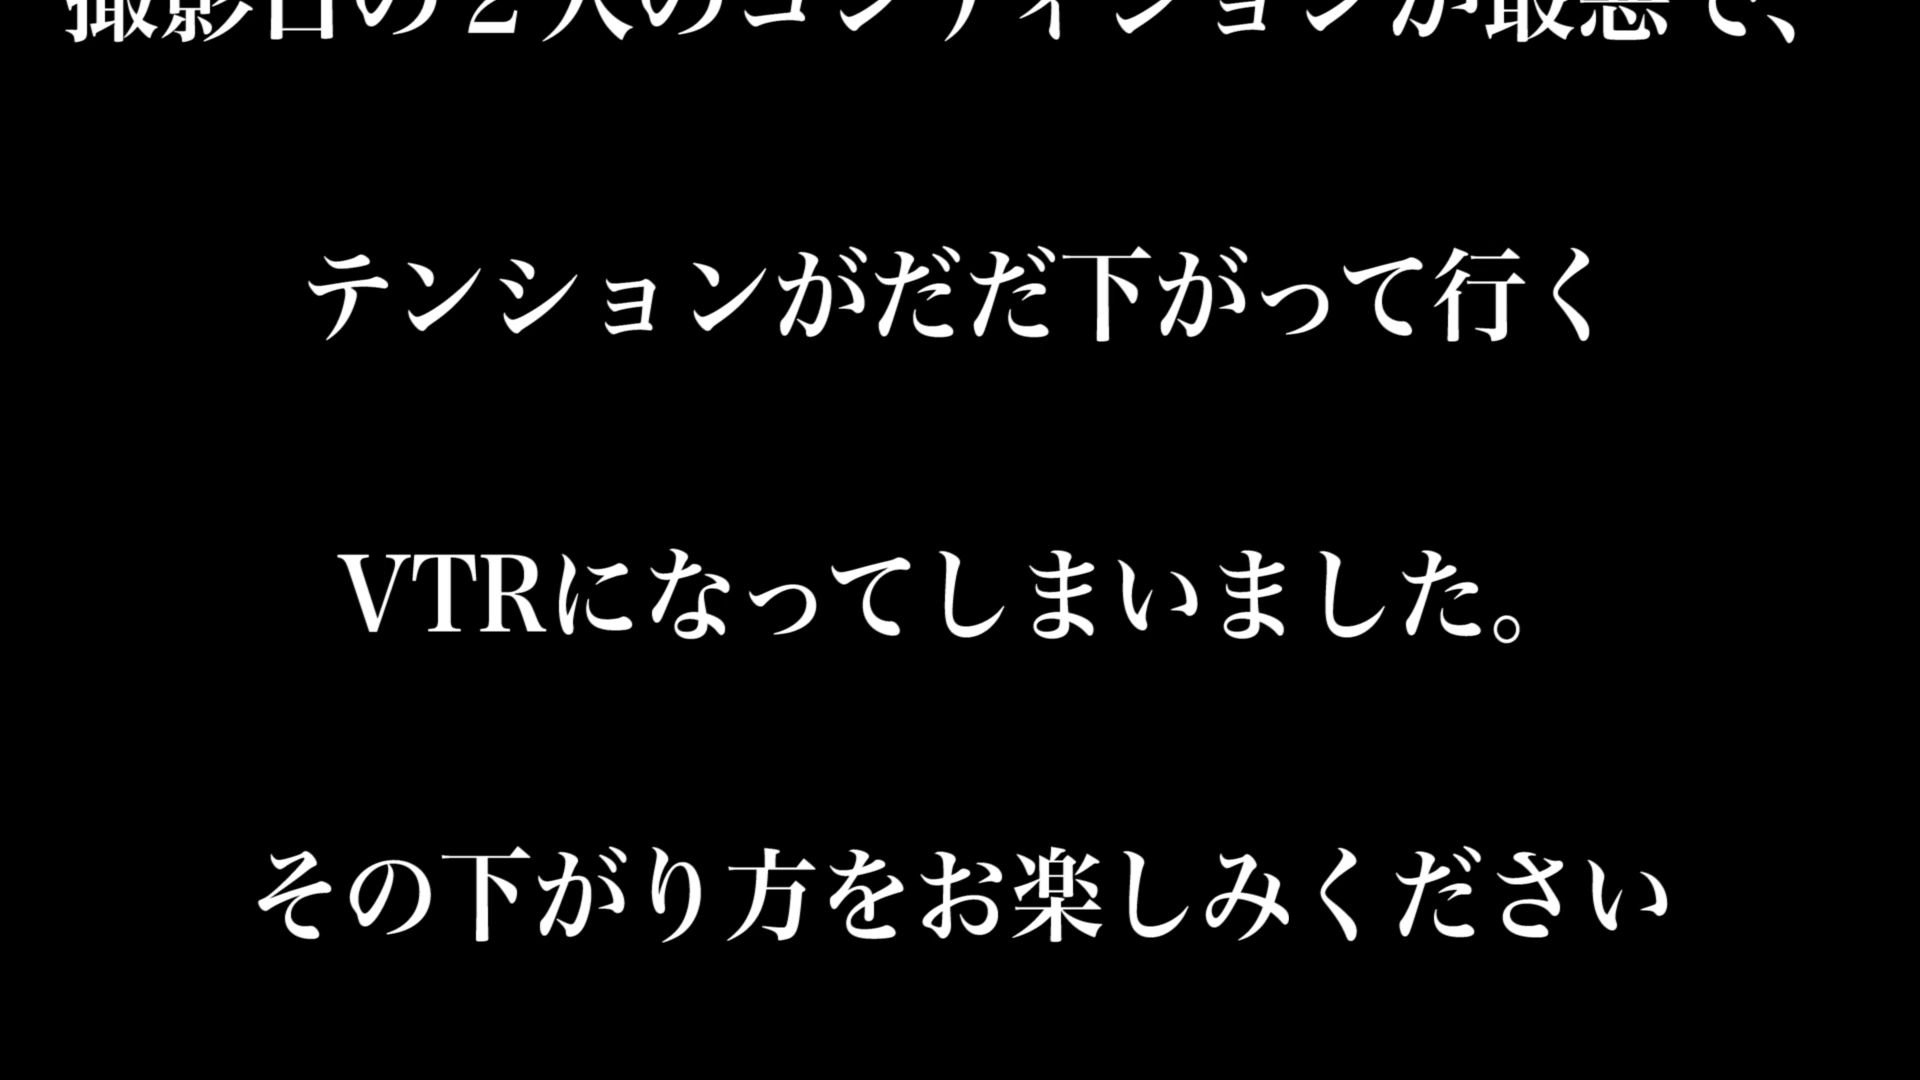 撮影日の２人のコンディションが最悪で、
テンションがだだ下がって行く
VTRになってしまいました。
その下がり方をお楽しみください